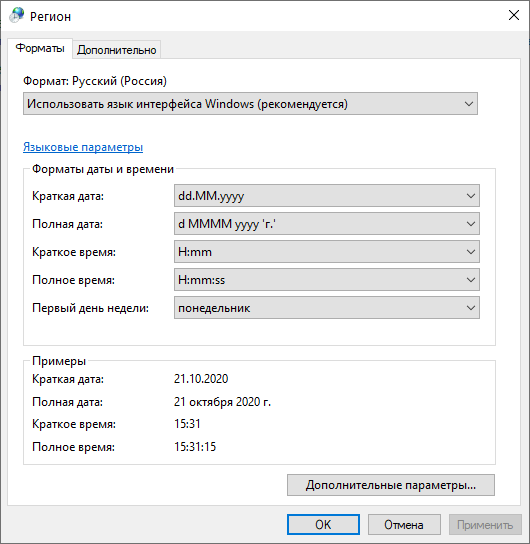 Регион
Форматы Дополнительно
Формат: Русский (Россия)
Использовать язык интерфейса Windows (рекомендуется)
Языковые параметры
Форматы даты и времени
Краткая дата: dd.MM.yyyy
Полная дата: d MMMM yyyy 'г.'
Краткое время: H:mm
Полное время: H:mm:ss
Первый день недели: понедельник
Примеры
Краткая дата: 21.10.2020
Полная дата: 21 октября 2020 г.
Краткое время: 15:31
Полное время: 15:31:15
Дополнительные параметры...
OK Отмена Применить